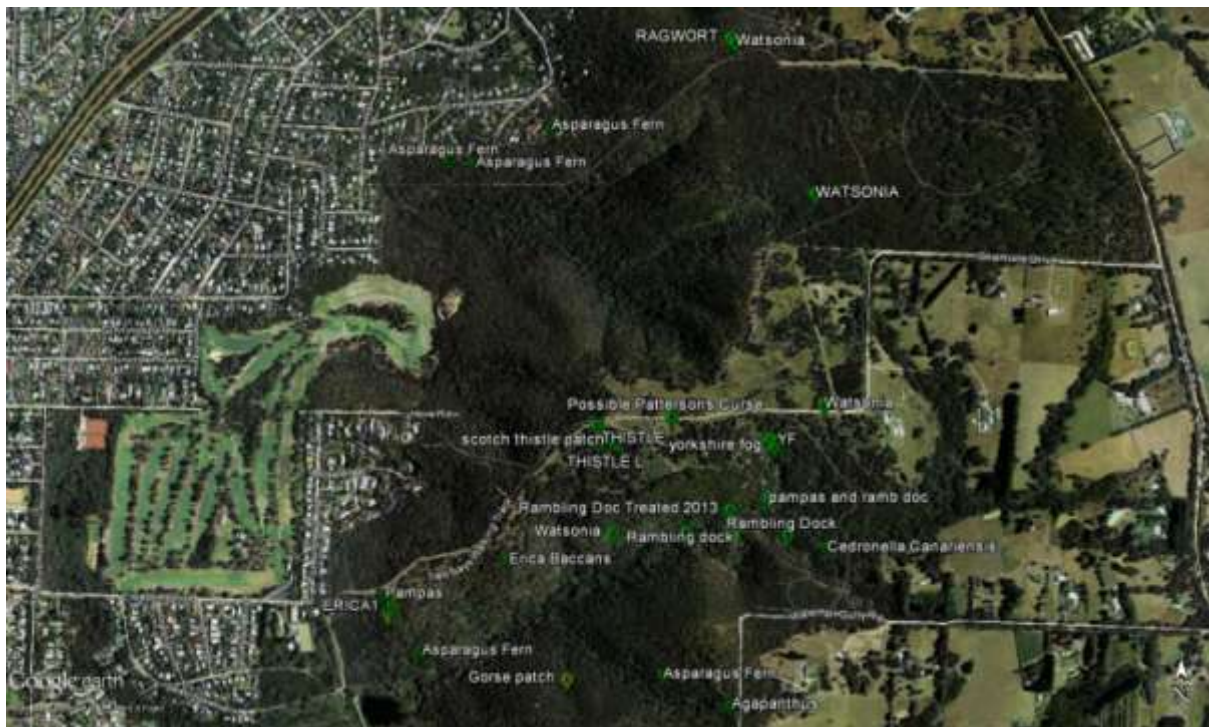 RAGWORT
Watsonia
Asparagus Fern
Asparagus Fern
Asparagus Fern
WATSONIA
Possible Pattersons Curse
Watsonia
scotch thistle patch
THISTLE
yorkshire fog
YF
THISTLE L
pampas and ramb doc
Rambling Doc Treated 2013
Rambling Dock
Watsonia
Rambling dock
Cedronella Canariensis
Erica Baccans
Pampas
ERICA1
Asparagus Fern
Gorse patch
Asparagus Fern
Agapanthus
Google earth
N